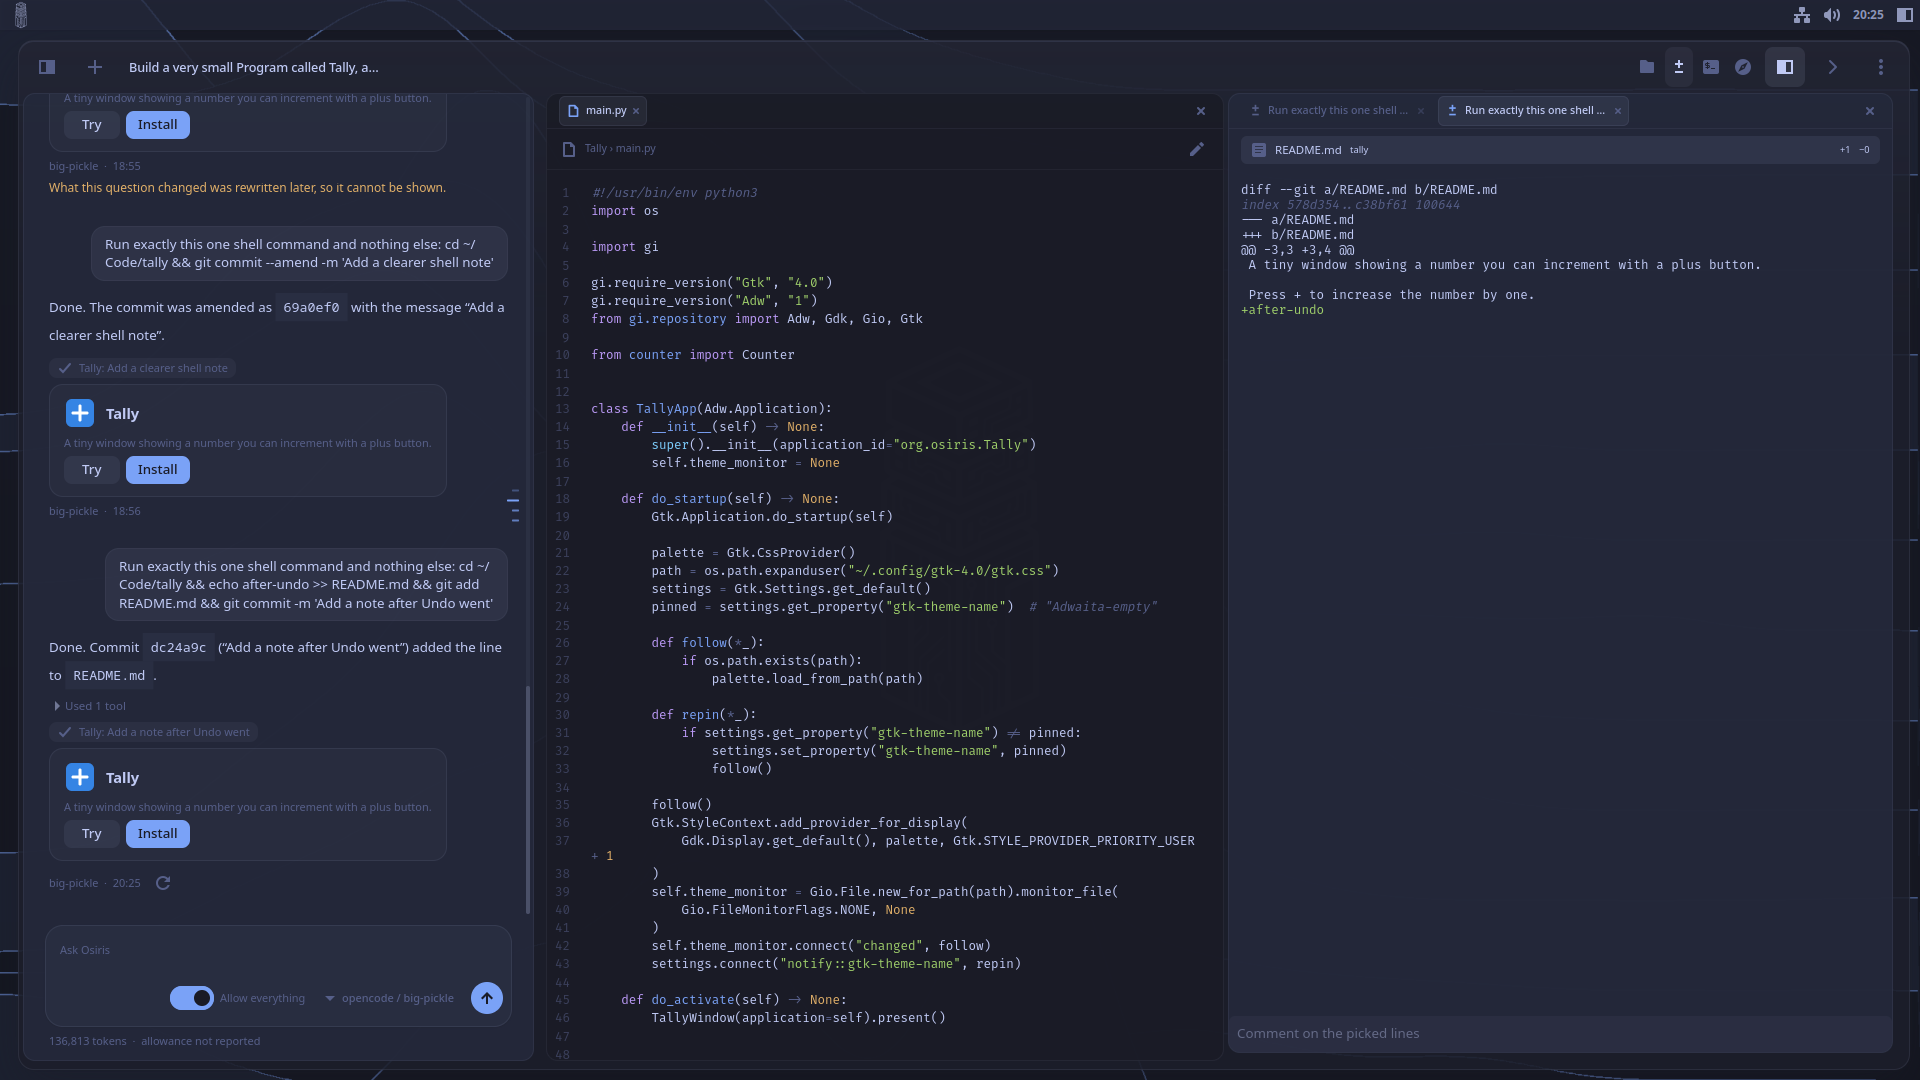 20:25
Build a very small Program called Tally, a...
A tiny window showing a number you can increment with a plus button.
Try
Install
big-pickle · 18:55
What this question changed was rewritten later, so it cannot be shown.
Run exactly this one shell command and nothing else: cd ~/
Code/tally && git commit --amend -m 'Add a clearer shell note'
Done. The commit was amended as 69a0ef0 with the message “Add a
clearer shell note”.
Tally: Add a clearer shell note
Tally
A tiny window showing a number you can increment with a plus button.
Try
Install
big-pickle · 18:56
Run exactly this one shell command and nothing else: cd ~/
Code/tally && echo after-undo >> README.md && git add
README.md && git commit -m 'Add a note after Undo went'
Done. Commit dc24a9c (“Add a note after Undo went”) added the line
to README.md .
Used 1 tool
Tally: Add a note after Undo went
Tally
A tiny window showing a number you can increment with a plus button.
Try
Install
big-pickle · 20:25
Ask Osiris
Allow everything
opencode / big-pickle
136,813 tokens · allowance not reported
main.py ×
Tally › main.py
1 #!/usr/bin/env python3
2 import os
3
4 import gi
5
6 gi.require_version("Gtk", "4.0")
7 gi.require_version("Adw", "1")
8 from gi.repository import Adw, Gdk, Gio, Gtk
9
10 from counter import Counter
11
12
13 class TallyApp(Adw.Application):
14     def __init__(self) -> None:
15         super().__init__(application_id="org.osiris.Tally")
16         self.theme_monitor = None
17
18     def do_startup(self) -> None:
19         Gtk.Application.do_startup(self)
20
21         palette = Gtk.CssProvider()
22         path = os.path.expanduser("~/.config/gtk-4.0/gtk.css")
23         settings = Gtk.Settings.get_default()
24         pinned = settings.get_property("gtk-theme-name")  # "Adwaita-empty"
25
26         def follow(*_):
27             if os.path.exists(path):
28                 palette.load_from_path(path)
29
30         def repin(*_):
31             if settings.get_property("gtk-theme-name") != pinned:
32                 settings.set_property("gtk-theme-name", pinned)
33                 follow()
34
35         follow()
36         Gtk.StyleContext.add_provider_for_display(
37             Gdk.Display.get_default(), palette, Gtk.STYLE_PROVIDER_PRIORITY_USER
+ 1
38         )
39         self.theme_monitor = Gio.File.new_for_path(path).monitor_file(
40             Gio.FileMonitorFlags.NONE, None
41         )
42         self.theme_monitor.connect("changed", follow)
43         settings.connect("notify::gtk-theme-name", repin)
44
45     def do_activate(self) -> None:
46         TallyWindow(application=self).present()
47
48
Run exactly this one shell ... ×
Run exactly this one shell ... ×
README.md tally +1 −0
diff --git a/README.md b/README.md
index 578d354..c38bf61 100644
--- a/README.md
+++ b/README.md
@@ -3,3 +3,4 @@
 A tiny window showing a number you can increment with a plus button.
 Press + to increase the number by one.
+after-undo
Comment on the picked lines